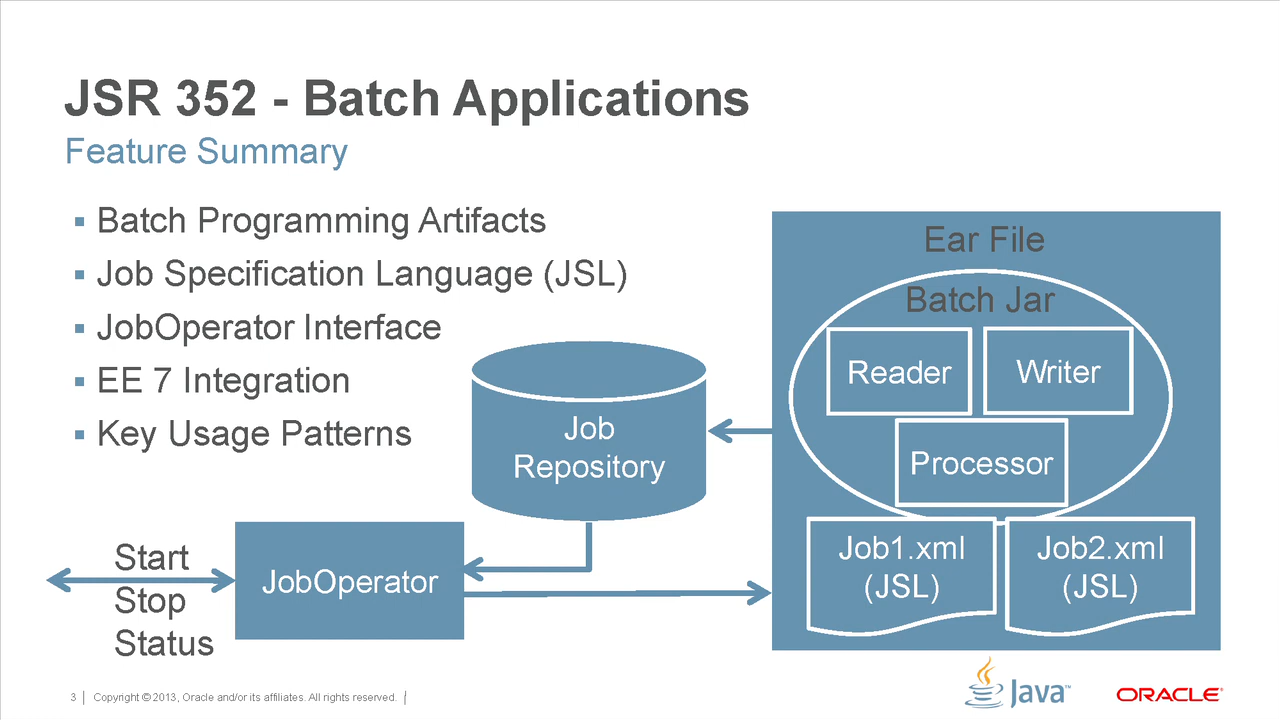 JSR 352 - Batch Applications
Feature Summary
Batch Programming Artifacts
Job Specification Language (JSL)
JobOperator Interface
EE 7 Integration
Key Usage Patterns
Ear File
Batch Jar
Reader
Writer
Processor
Job
Repository
Job1.xml
(JSL)
Job2.xml
(JSL)
Start
Stop
Status
JobOperator
3
Copyright © 2013, Oracle and/or its affiliates. All rights reserved.
Java™
ORACLE®